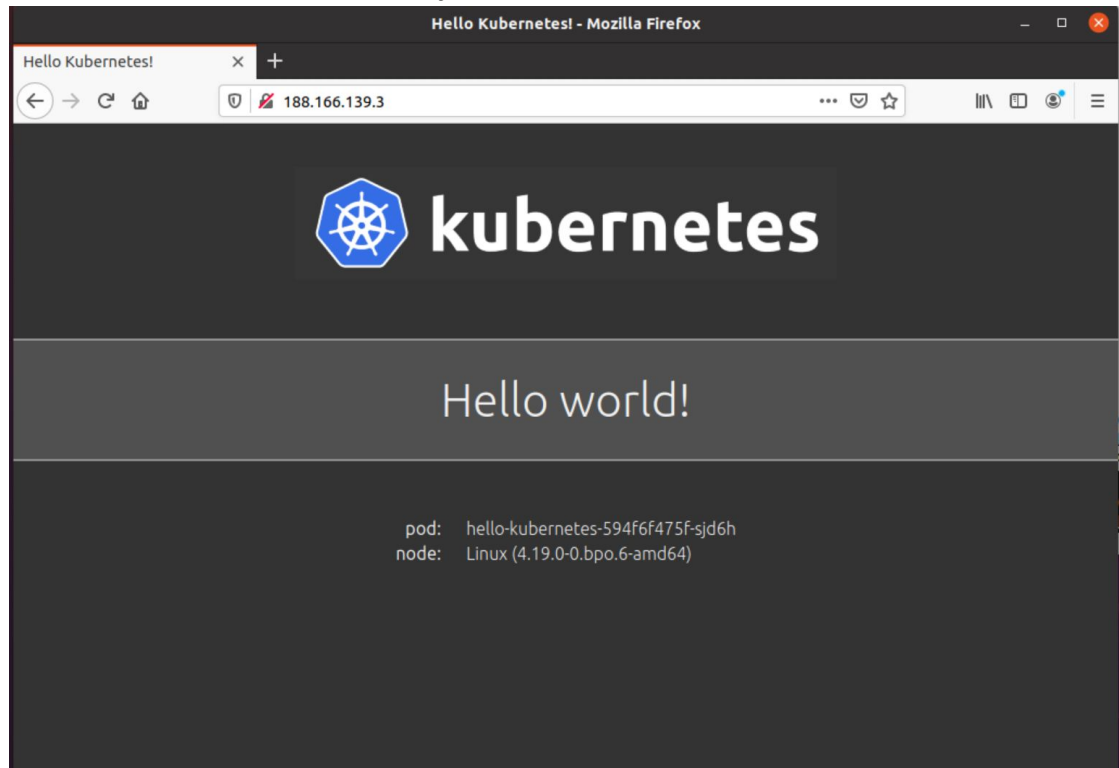 Hello Kubernetes! - Mozilla Firefox
Hello Kubernetes!
188.166.139.3
kubernetes
Hello world!
pod: hello-kubernetes-594f6f475f-sjd6h
node: Linux (4.19.0-0.bpo.6-amd64)